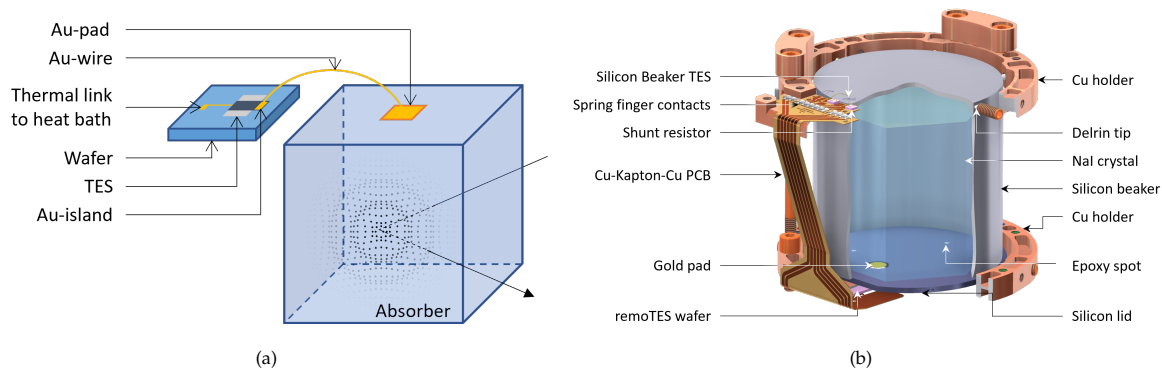 Au-pad
Au-wire
Thermal link
to heat bath
Wafer
TES
Au-island
Absorber
(a)
Silicon Beaker TES
Spring finger contacts
Shunt resistor
Cu-Kapton-Cu PCB
Gold pad
remoTES wafer
Cu holder
Delrin tip
NaI crystal
Silicon beaker
Cu holder
Epoxy spot
Silicon lid
(b)